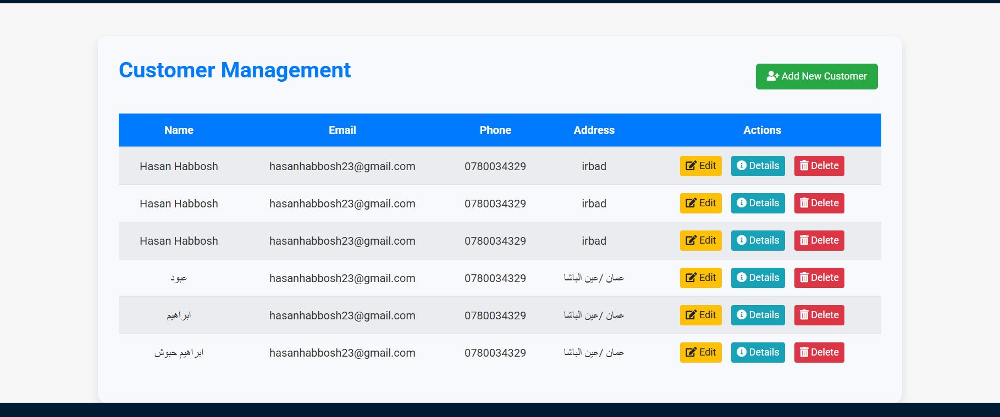 Customer Management
Add New Customer
Name Email Phone Address Actions
Hasan Habbosh hasanhabbosh23@gmail.com 0780034329 irbad Edit Details Delete
Hasan Habbosh hasanhabbosh23@gmail.com 0780034329 irbad Edit Details Delete
Hasan Habbosh hasanhabbosh23@gmail.com 0780034329 irbad Edit Details Delete
عبود hasanhabbosh23@gmail.com 0780034329 عمان /عين الباشا Edit Details Delete
ابراهيم hasanhabbosh23@gmail.com 0780034329 عمان /عين الباشا Edit Details Delete
ابراهيم حبوش hasanhabbosh23@gmail.com 0780034329 عمان /عين الباشا Edit Details Delete